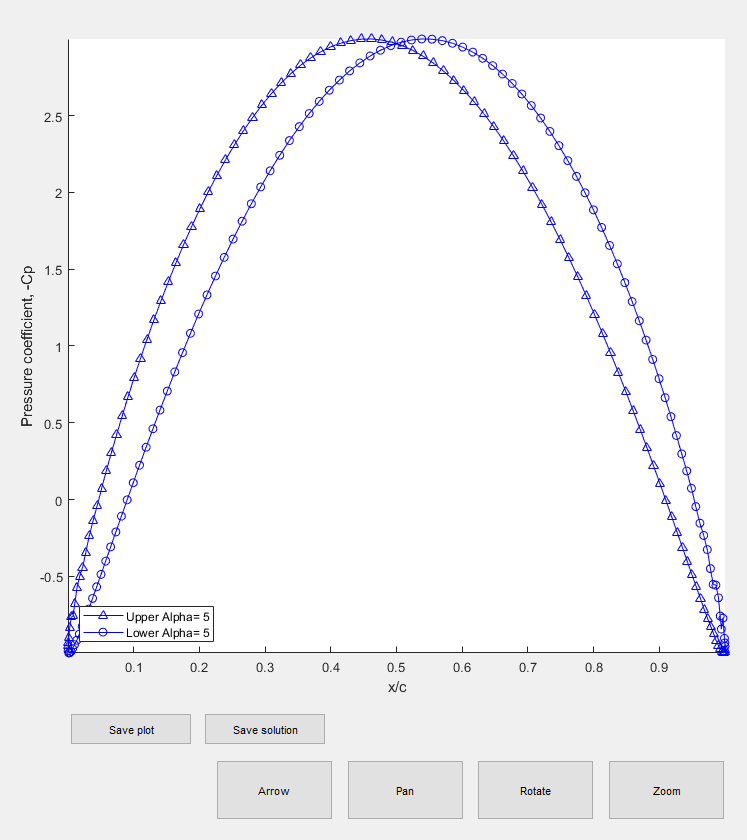 Pressure coefficient, -Cp
2.5
2
1.5
1
0.5
0
-0.5
Upper Alpha= 5
Lower Alpha= 5
0.1 0.2 0.3 0.4 0.5 0.6 0.7 0.8 0.9
x/c
Save plot Save solution
Arrow Pan Rotate Zoom